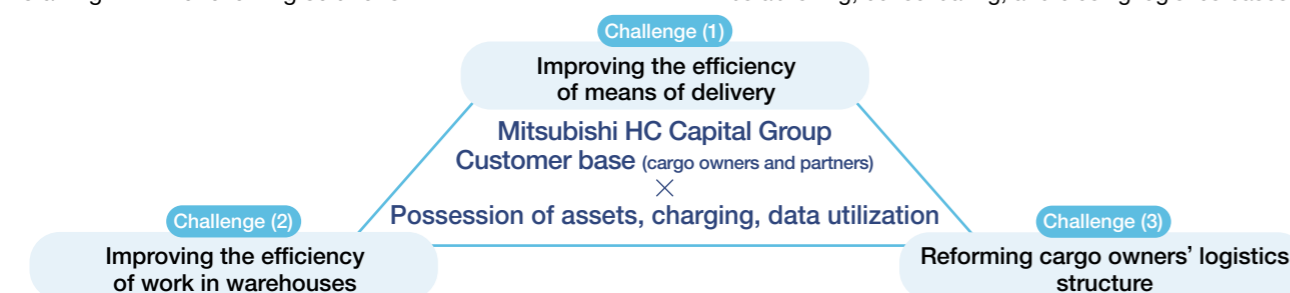 Challenge (1)
Improving the efficiency
of means of delivery
Mitsubishi HC Capital Group
Customer base (cargo owners and partners)
×
Possession of assets, charging, data utilization
Challenge (2)
Improving the efficiency
of work in warehouses
Challenge (3)
Reforming cargo owners’ logistics
structure